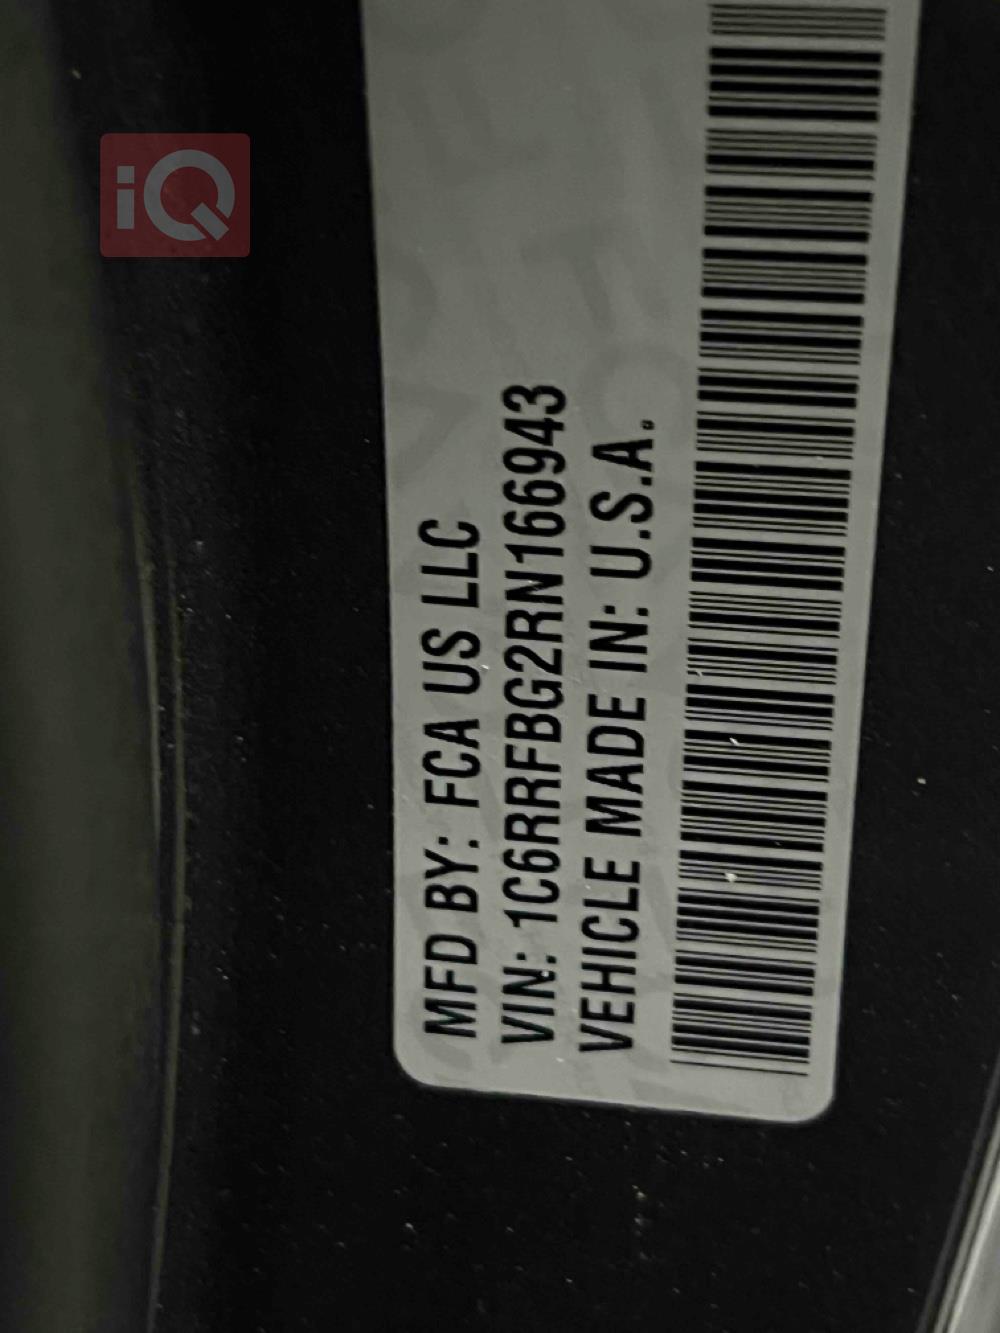 iQ
MFD BY: FCA US LLC
VIN: 1C6RRFBG2RN166943
VEHICLE MADE IN: U.S.A.